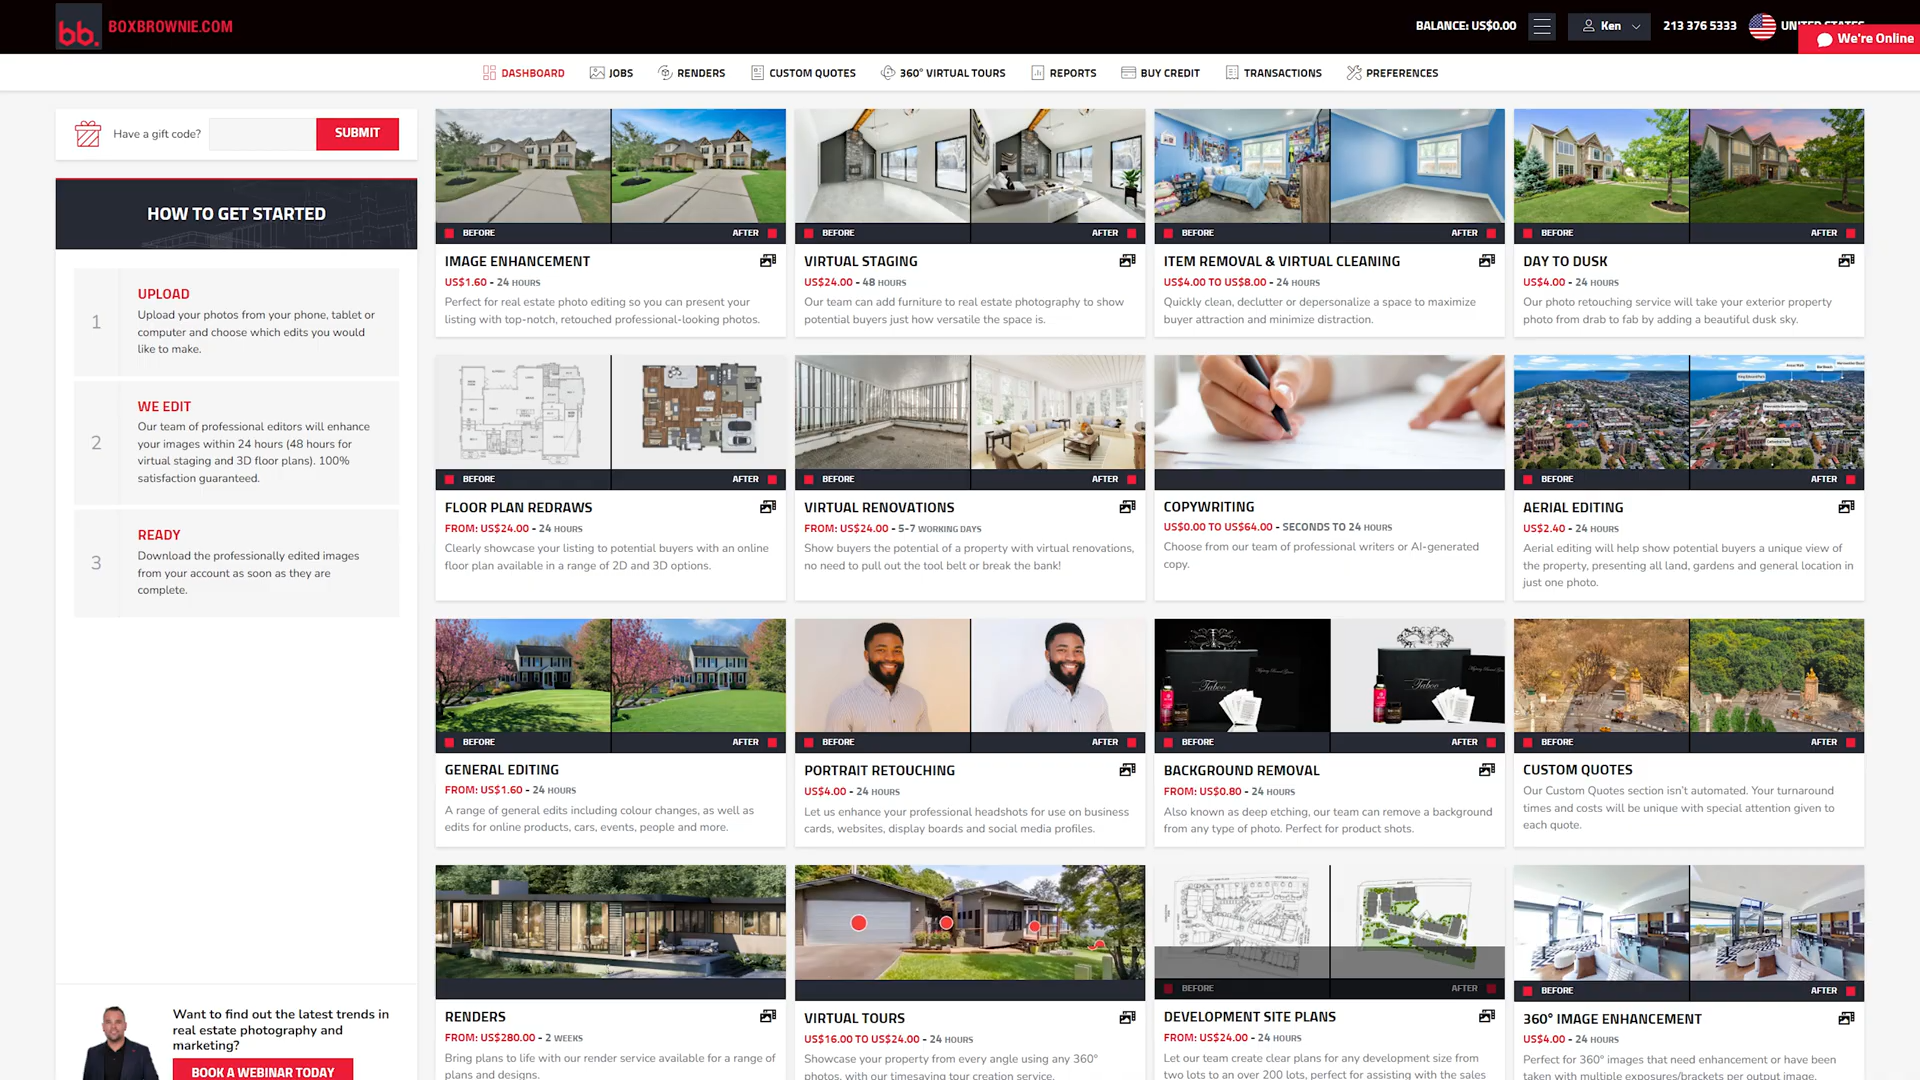 bb. BOXBROWNIE.COM
BALANCE: US$0.00
Ken
213 376 5333
We're Online
DASHBOARD
JOBS
RENDERS
CUSTOM QUOTES
360° VIRTUAL TOURS
REPORTS
BUY CREDIT
TRANSACTIONS
PREFERENCES
Have a gift code?
SUBMIT
HOW TO GET STARTED
1
UPLOAD
Upload your photos from your phone, tablet or
computer and choose which edits you would
like to make.
2
WE EDIT
Our team of professional editors will enhance
your images within 24 hours (48 hours for
virtual staging and 3D floor plans). 100%
satisfaction guaranteed.
3
READY
Download the professionally edited images
from your account as soon as they are
complete.
Want to find out the latest trends in
real estate photography and
marketing?
BOOK A WEBINAR TODAY
BEFORE
AFTER
IMAGE ENHANCEMENT
US$1.60 - 24 HOURS
Perfect for real estate photo editing so you can present your
listing with top-notch, retouched professional-looking photos.
BEFORE
AFTER
VIRTUAL STAGING
US$24.00 - 48 HOURS
Our team can add furniture to real estate photography to show
potential buyers just how versatile the space is.
BEFORE
AFTER
ITEM REMOVAL & VIRTUAL CLEANING
US$4.00 TO US$8.00 - 24 HOURS
Quickly clean, declutter or depersonalize a space to maximize
buyer attraction and minimize distraction.
BEFORE
AFTER
DAY TO DUSK
US$4.00 - 24 HOURS
Our photo retouching service will take your exterior property
photo from drab to fab by adding a beautiful dusk sky.
BEFORE
AFTER
FLOOR PLAN REDRAWS
FROM: US$24.00 - 24 HOURS
Clearly showcase your listing to potential buyers with an online
floor plan available in a range of 2D and 3D options.
BEFORE
AFTER
VIRTUAL RENOVATIONS
FROM: US$24.00 - 5-7 WORKING DAYS
Show buyers the potential of a property with virtual renovations,
no need to pull out the tool belt or break the bank!
COPYWRITING
US$0.00 TO US$64.00 - SECONDS TO 24 HOURS
Choose from our team of professional writers or AI-generated
copy.
BEFORE
AFTER
AERIAL EDITING
US$2.40 - 24 HOURS
Aerial editing will help show potential buyers a unique view of
the property, presenting all land, gardens and general location in
just one photo.
BEFORE
AFTER
GENERAL EDITING
FROM: US$1.60 - 24 HOURS
A range of general edits including colour changes, as well as
edits for online products, cars, events, people and more.
BEFORE
AFTER
PORTRAIT RETOUCHING
US$4.00 - 24 HOURS
Let us enhance your professional headshots for use on business
cards, websites, display boards and social media profiles.
Taboo
Taboo
BEFORE
AFTER
BACKGROUND REMOVAL
FROM: US$0.80 - 24 HOURS
Also known as deep etching, our team can remove a background
from any type of photo. Perfect for product shots.
BEFORE
AFTER
CUSTOM QUOTES
Our Custom Quotes section isn't automated. Your turnaround
times and costs will be unique with special attention given to
each quote.
RENDERS
FROM: US$280.00 - 2 WEEKS
Bring plans to life with our render service available for a range of
plans and designs.
VIRTUAL TOURS
US$16.00 TO US$24.00 - 24 HOURS
Showcase your property from every angle using any 360°
photos, with our timesaving tour creation service.
BEFORE
AFTER
DEVELOPMENT SITE PLANS
FROM: US$24.00 - 24 HOURS
Let our team create clear plans for any development size from
two lots to an over 200 lots, perfect for assisting with the sales
BEFORE
AFTER
360° IMAGE ENHANCEMENT
US$4.00 - 24 HOURS
Perfect for 360° images that need enhancement or have been
taken with multiple exposures/brackets per output image.